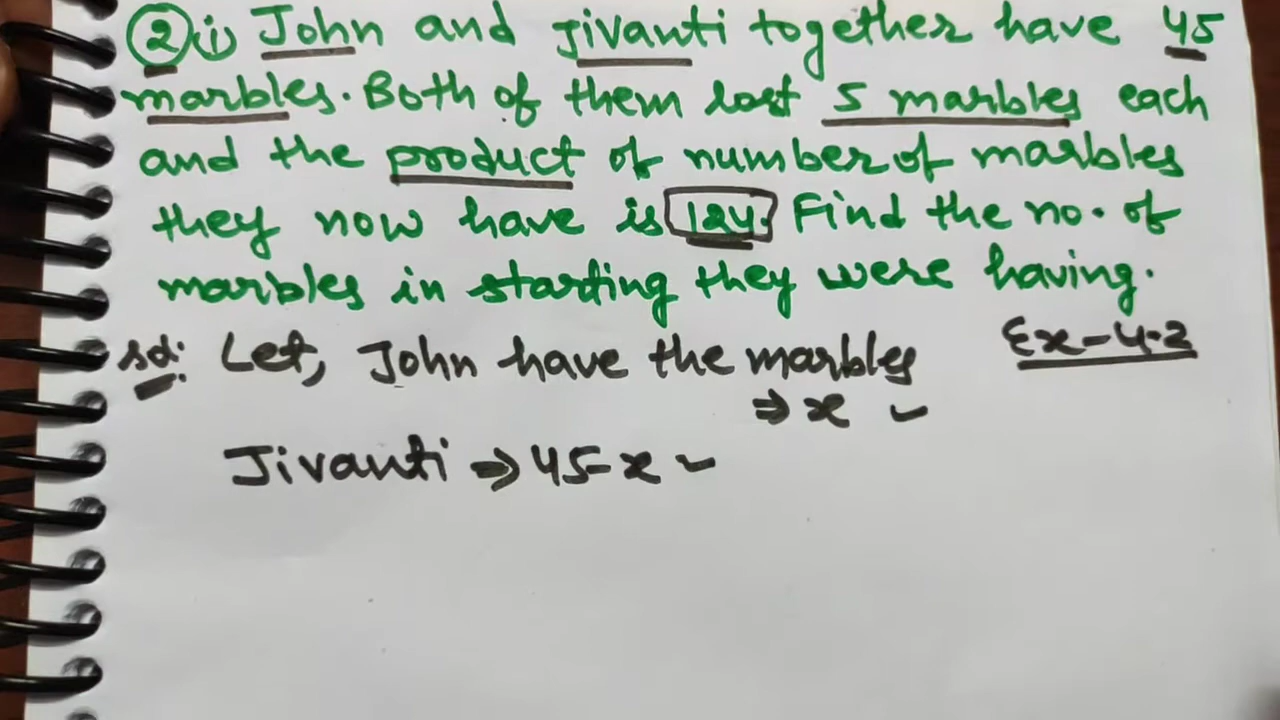 ② i) John and Jivanti together have 45
marbles. Both of them lost 5 marbles each
and the product of number of marbles
they now have is 124. Find the no. of
marbles in starting they were having.
Ex-4.2
Sol: Let, John have the marbles
⇒ x
Jivanti ⇒ 45-x